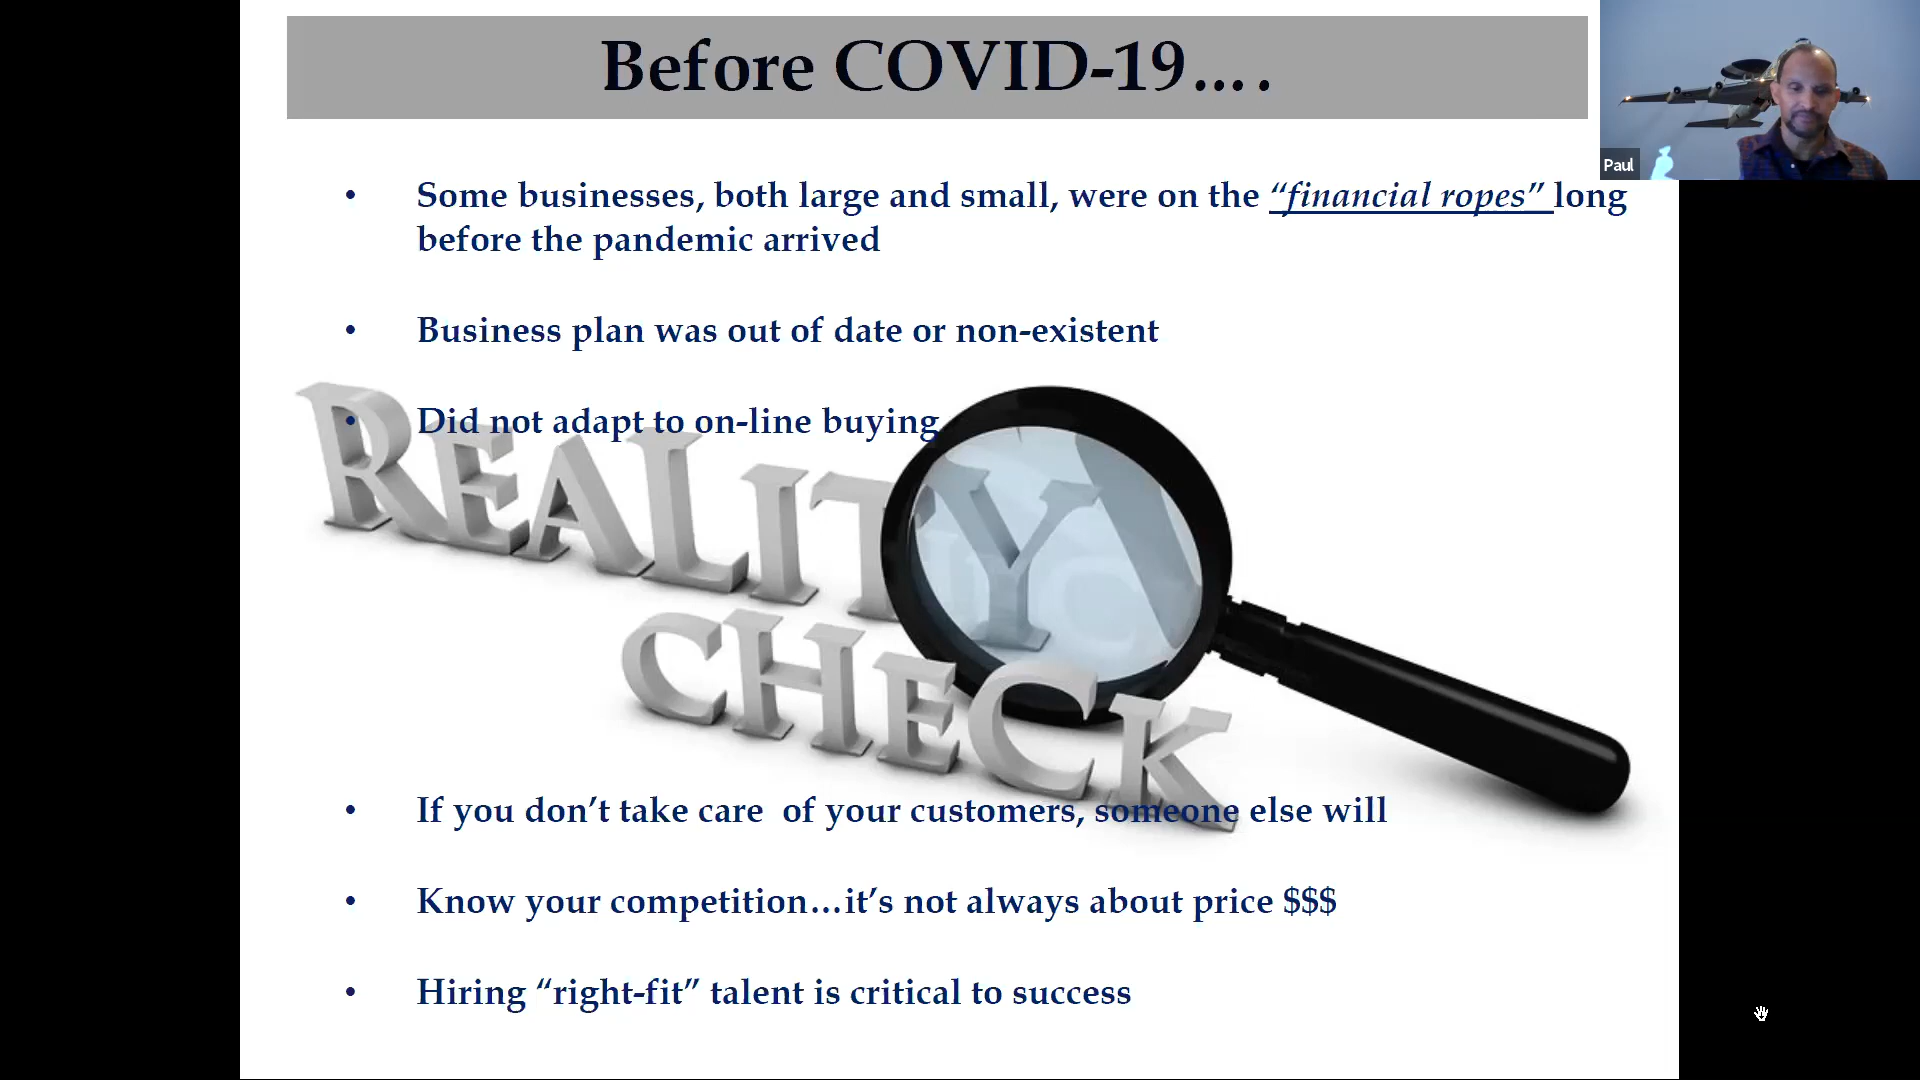 Before COVID-19….
Paul
• Some businesses, both large and small, were on the “financial ropes” long
before the pandemic arrived
• Business plan was out of date or non-existent
• Did not adapt to on-line buying
REALITY
CHECK
• If you don’t take care  of your customers, someone else will
• Know your competition…it’s not always about price $$$
• Hiring “right-fit” talent is critical to success